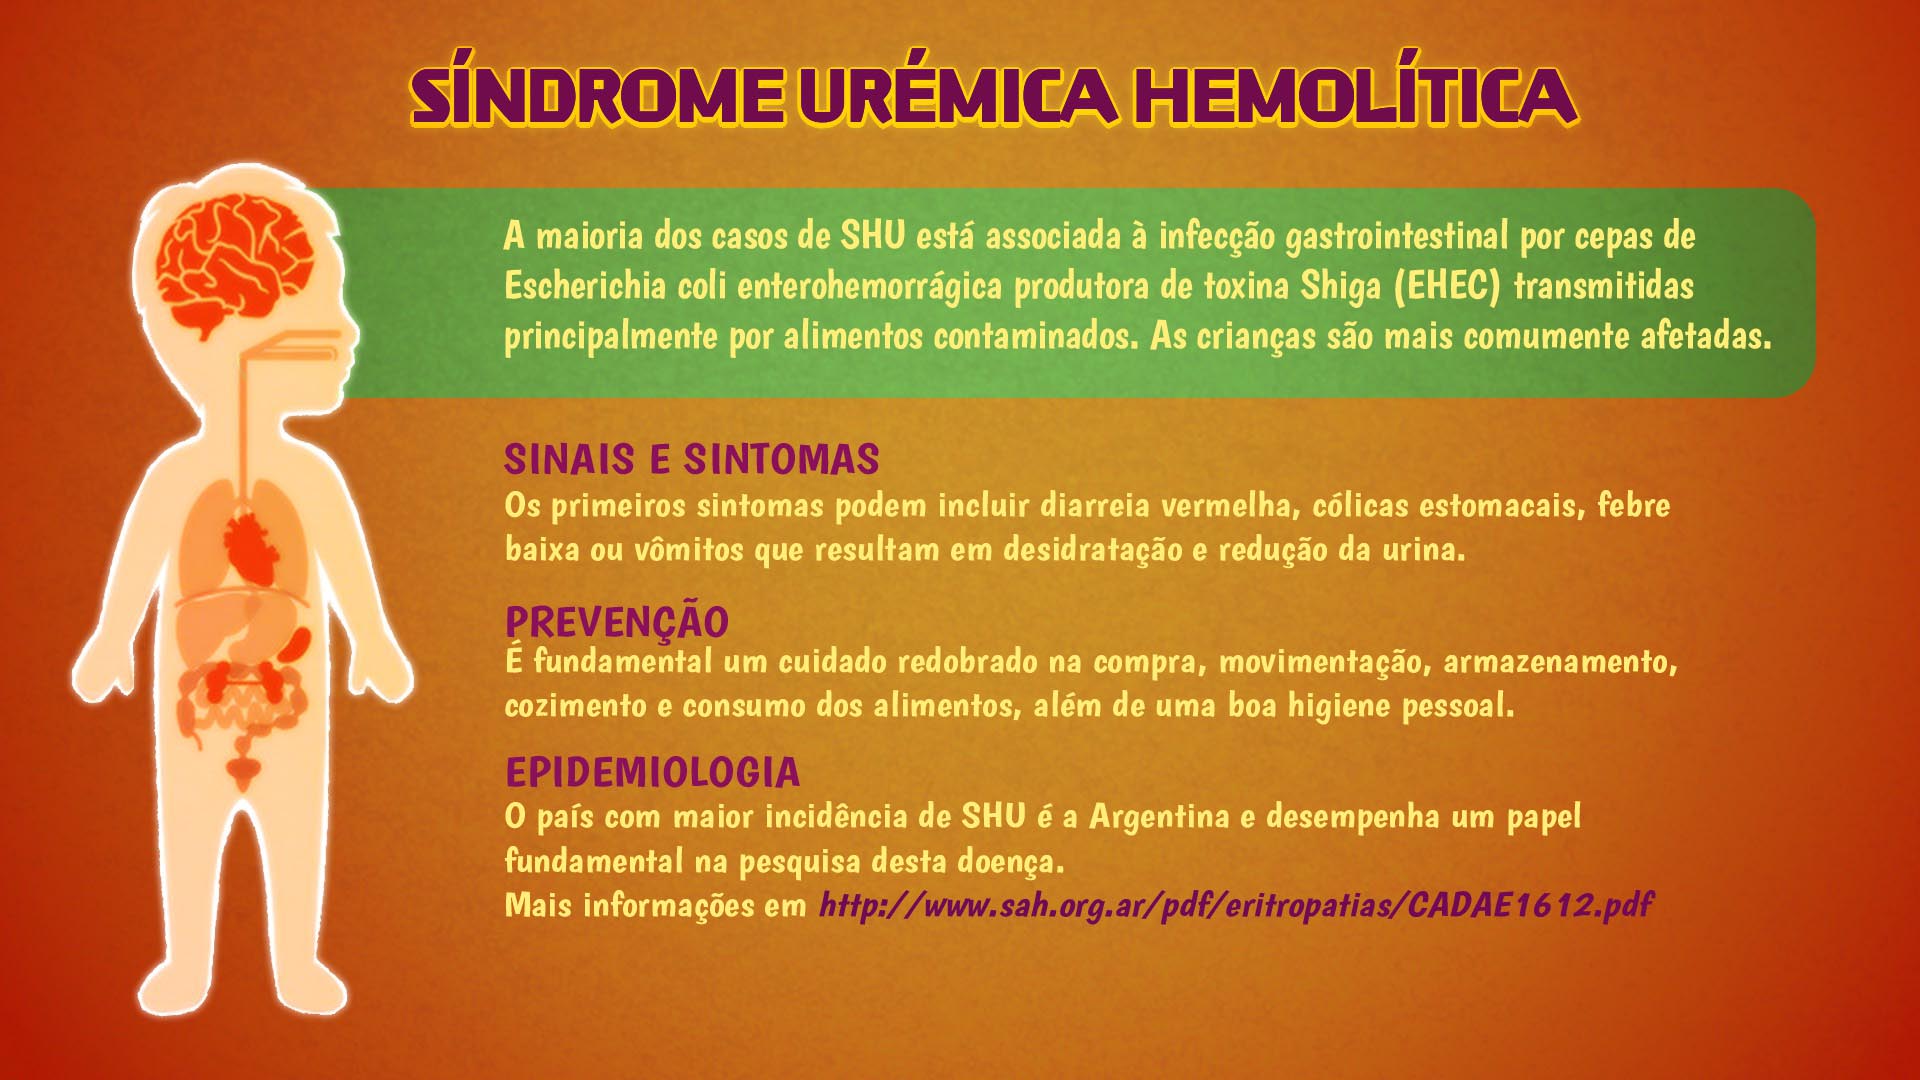 SÍNDROME URÉMICA HEMOLÍTICA
A maioria dos casos de SHU está associada à infecção gastrointestinal por cepas de
Escherichia coli enterohemorrágica produtora de toxina Shiga (EHEC) transmitidas
principalmente por alimentos contaminados. As crianças são mais comumente afetadas.
SINAIS E SINTOMAS
Os primeiros sintomas podem incluir diarreia vermelha, cólicas estomacais, febre
baixa ou vômitos que resultam em desidratação e redução da urina.
PREVENÇÃO
É fundamental um cuidado redobrado na compra, movimentação, armazenamento,
cozimento e consumo dos alimentos, além de uma boa higiene pessoal.
EPIDEMIOLOGIA
O país com maior incidência de SHU é a Argentina e desempenha um papel
fundamental na pesquisa desta doença.
Mais informações em http://www.sah.org.ar/pdf/eritropatias/CADAE1612.pdf